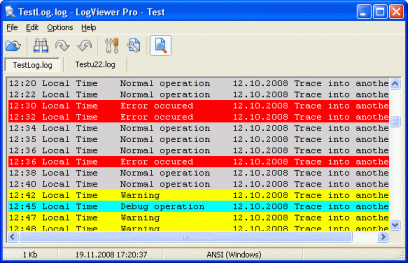 TestLog.log - LogViewer Pro - Test
File Edit Options Help
TestLog.log Testu22.log
12:20 Local Time Normal operation 12.10.2008 Trace into anothe
12:22 Local Time Normal operation 12.10.2008 Trace into anothe
12:30 Local Time Error occured 12.10.2008 Trace into anothe
12:32 Local Time Error occured 12.10.2008 Trace into anothe
12:34 Local Time Normal operation 12.10.2008 Trace into anothe
12:35 Local Time Normal operation 12.10.2008 Trace into anothe
12:36 Local Time Normal operation 12.10.2008 Trace into anothe
12:36 Local Time Error occured 12.10.2008 Trace into anothe
12:38 Local Time Normal operation 12.10.2008 Trace into anothe
12:40 Local Time Normal operation 12.10.2008 Trace into anothe
12:42 Local Time Warning 12.10.2008 Trace into anothe
12:45 Local Time Debug operation 12.10.2008 Trace into anothe
12:47 Local Time Warning 12.10.2008 Trace into anothe
12:48 Local Time Warning 12.10.2008 Trace into anothe
1 Kb 19.11.2008 17:20:37 ANSI (Windows)